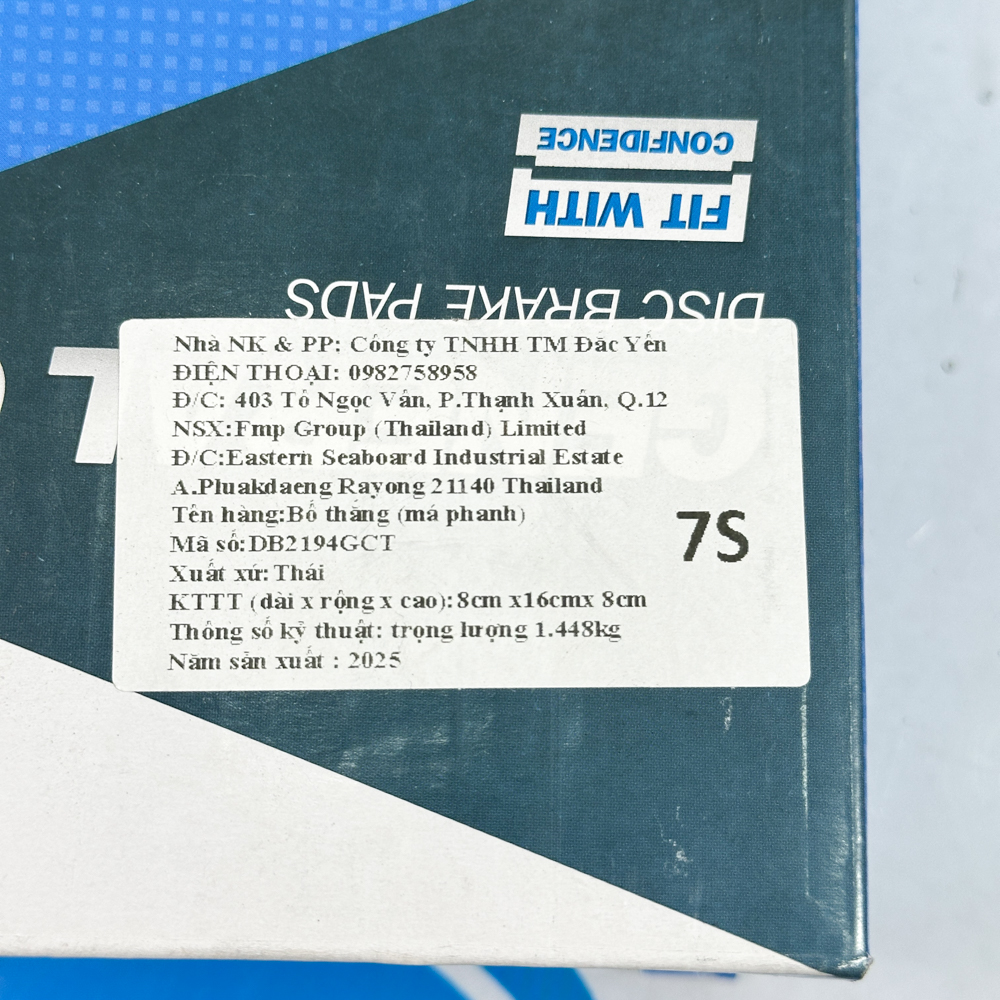 CONFIDENCE
FIT WITH
DISC BRAKE PADS
Nhà NK & PP: Công ty TNHH TM Đăc Yến
ĐIỆN THOẠI: 0982758958
Đ/C: 403 Tô Ngọc Vân, P.Thạnh Xuân, Q.12
NSX:Fmp Group (Thailand) Limited
Đ/C:Eastern Seaboard Industrial Estate
A.Pluakdaeng Rayong 21140 Thailand
Tên hàng:Bố thắng (má phanh)
Mã số:DB2194GCT
Xuất xứ: Thái
KTTT (dài x rộng x cao): 8cm x16cmx 8cm
Thông số kỹ thuật: trọng lượng 1.448kg
Năm sản xuất : 2025
7S